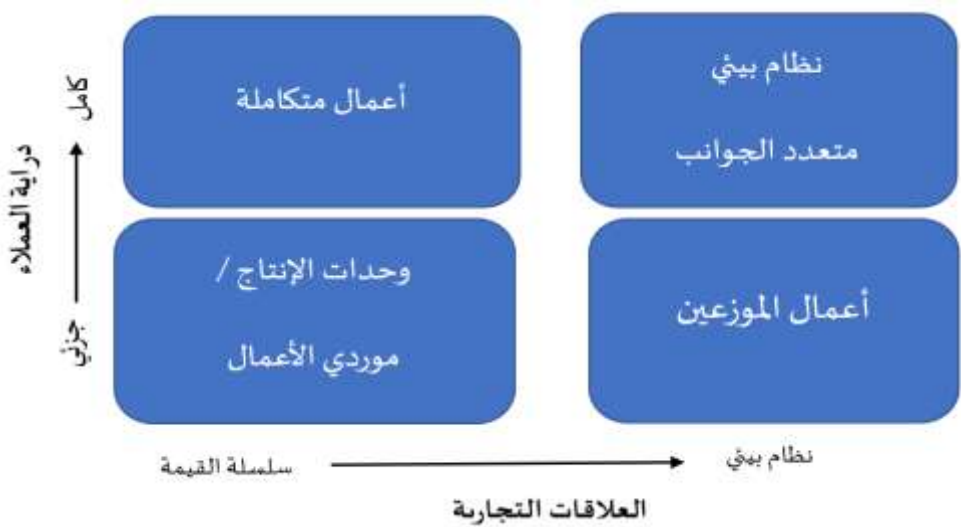 نظام بيئي
متعدد الجوانب
أعمال متكاملة
كامل
دراية العملاء
جزئي
أعمال الموزعين
وحدات الإنتاج /
موردي الأعمال
نظام بيئي
سلسلة القيمة
العلاقات التجارية